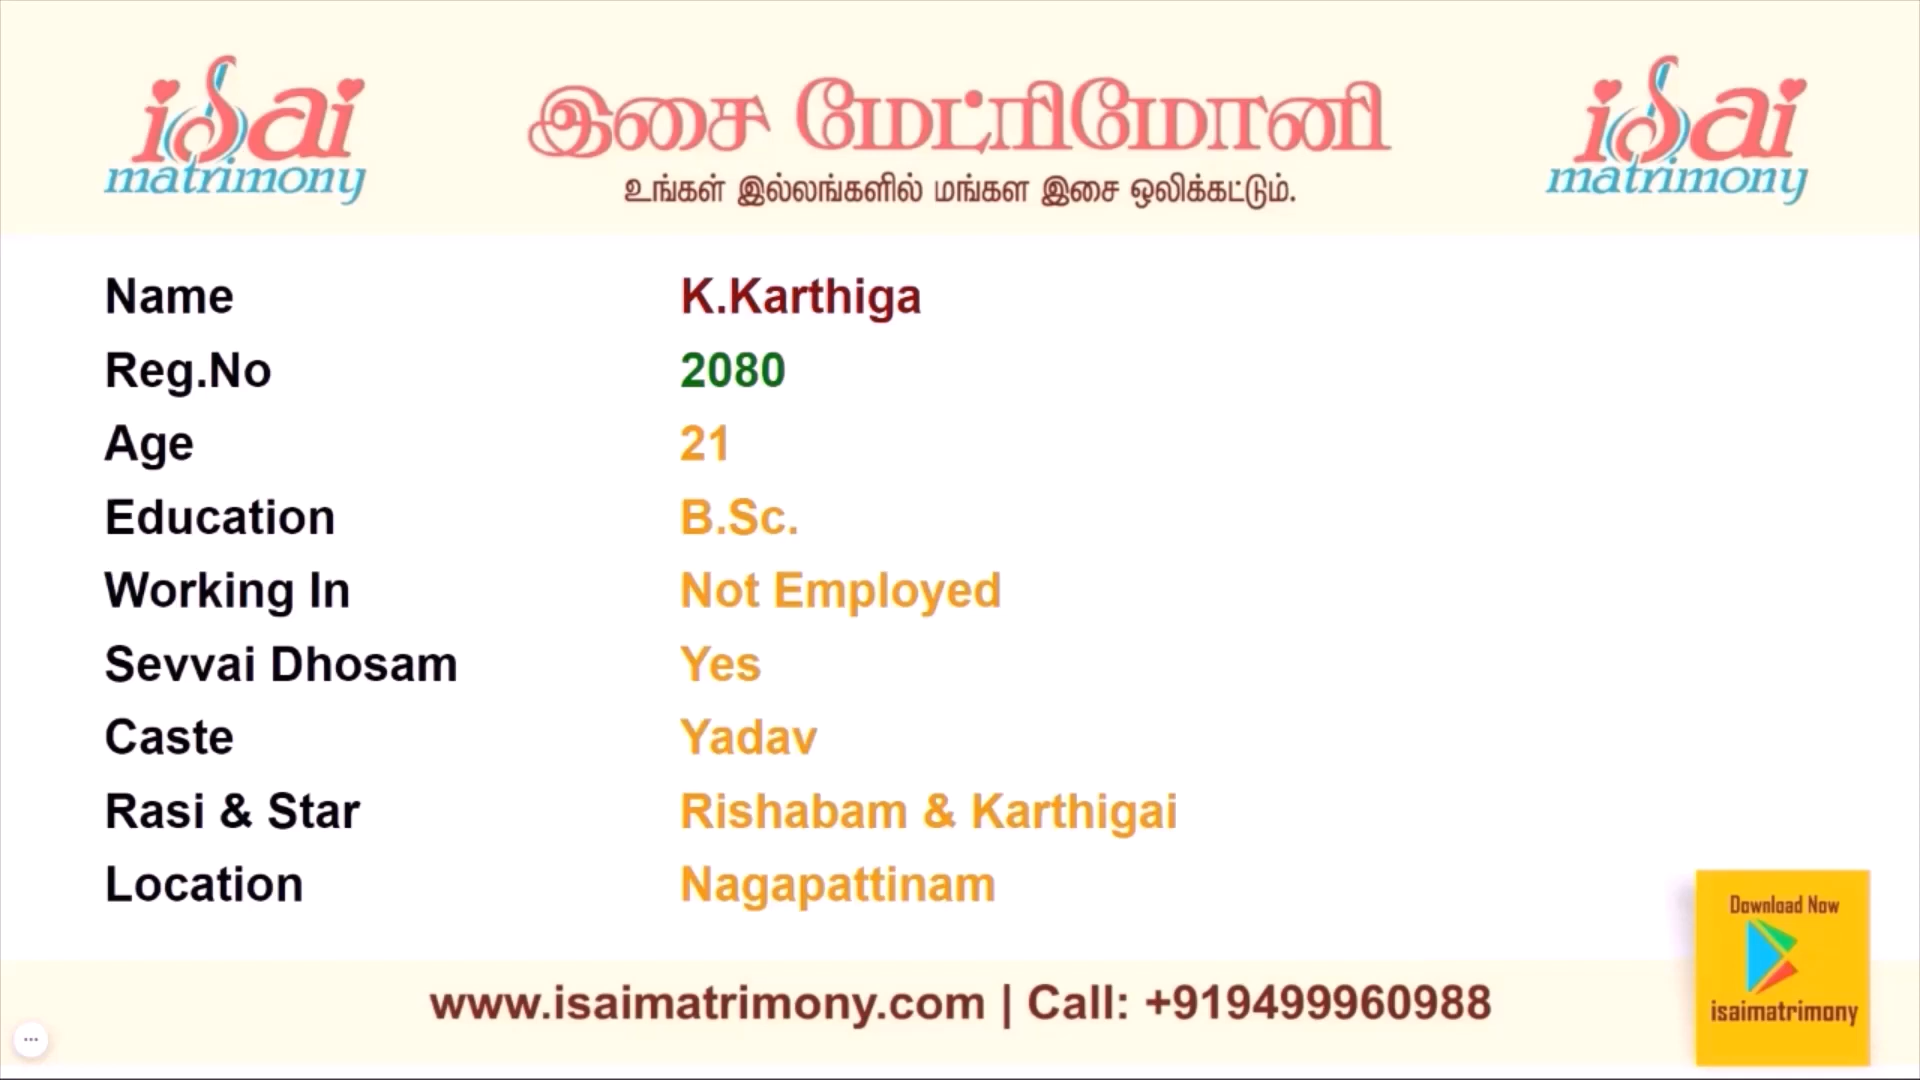 isai matrimony
இசை மேட்ரிமோனி
உங்கள் இல்லங்களில் மங்கள இசை ஒலிக்கட்டும்.
isai matrimony
Name K.Karthiga
Reg.No 2080
Age 21
Education B.Sc.
Working In Not Employed
Sevvai Dhosam Yes
Caste Yadav
Rasi & Star Rishabam & Karthigai
Location Nagapattinam
Download Now
isaimatrimony
www.isaimatrimony.com | Call: +919499960988